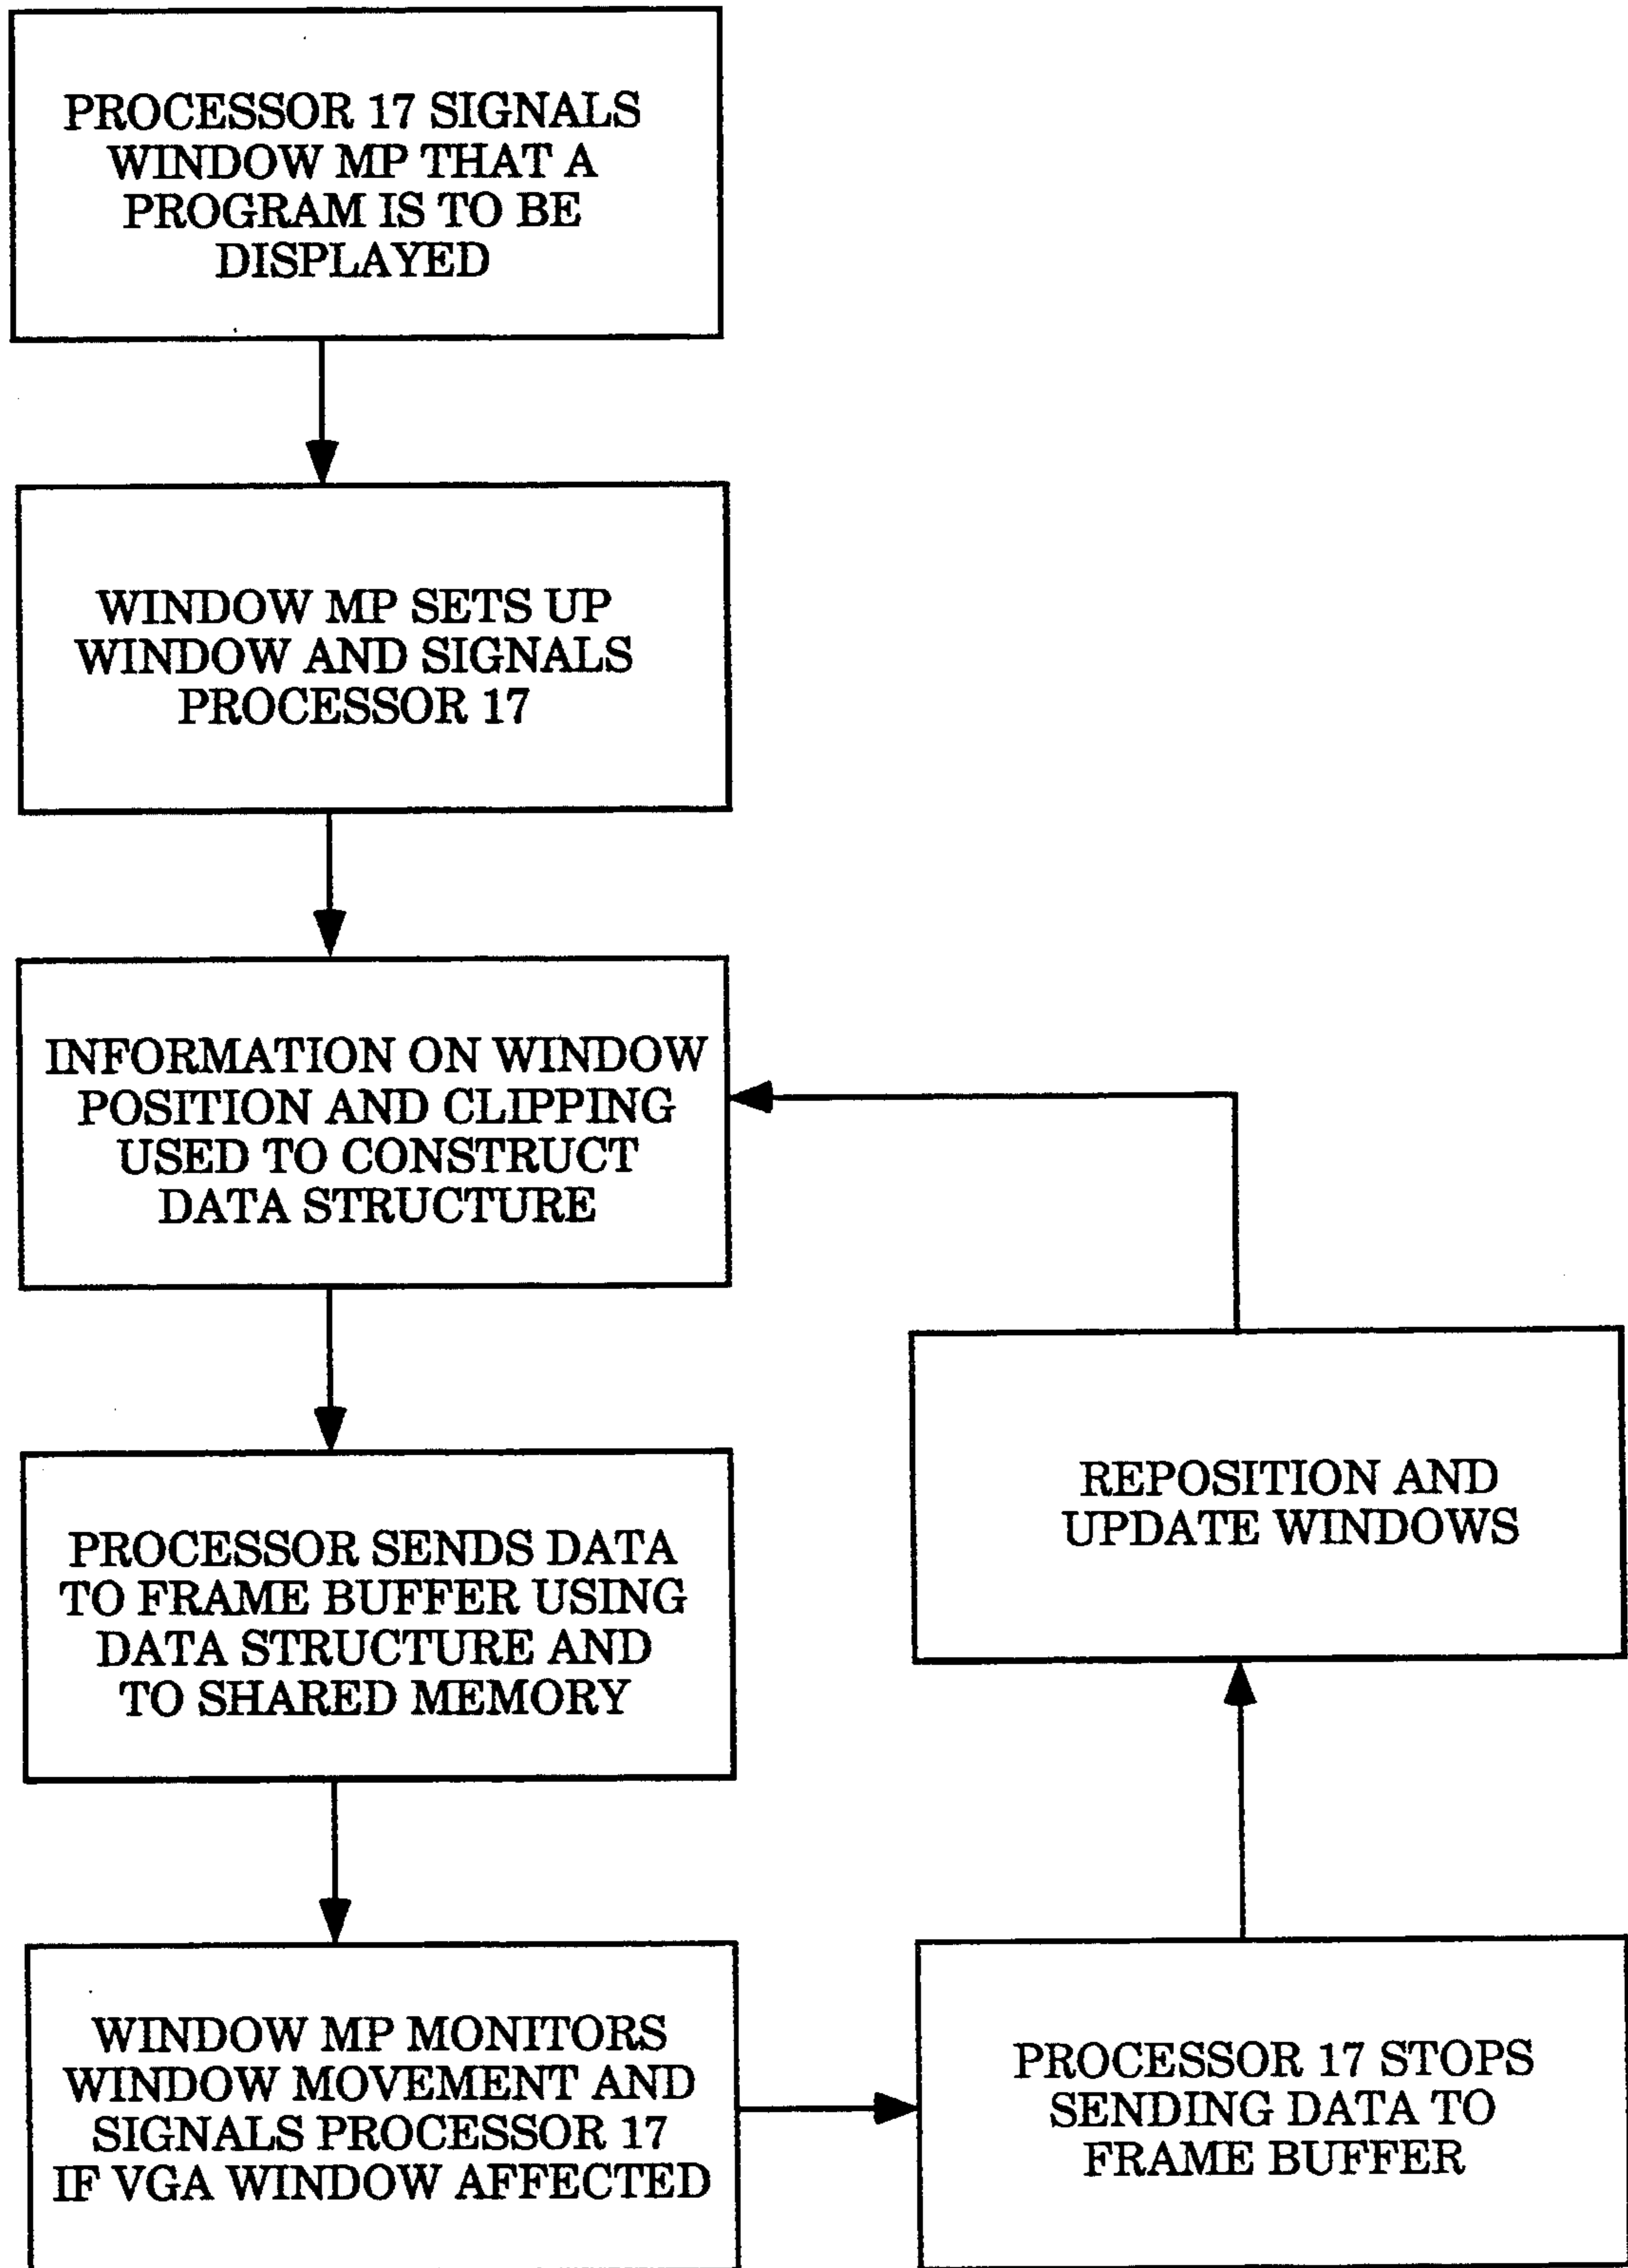 PROCESSOR 17 SIGNALS
WINDOW MP THAT A
PROGRAM IS TO BE
DISPLAYED
WINDOW MP SETS UP
WINDOW AND SIGNALS
PROCESSOR 17
INFORMATION ON WINDOW
POSITION AND CLIPPING
USED TO CONSTRUCT
DATA STRUCTURE
PROCESSOR SENDS DATA
TO FRAME BUFFER USING
DATA STRUCTURE AND
TO SHARED MEMORY
WINDOW MP MONITORS
WINDOW MOVEMENT AND
SIGNALS PROCESSOR 17
IF VGA WINDOW AFFECTED
PROCESSOR 17 STOPS
SENDING DATA TO
FRAME BUFFER
REPOSITION AND
UPDATE WINDOWS